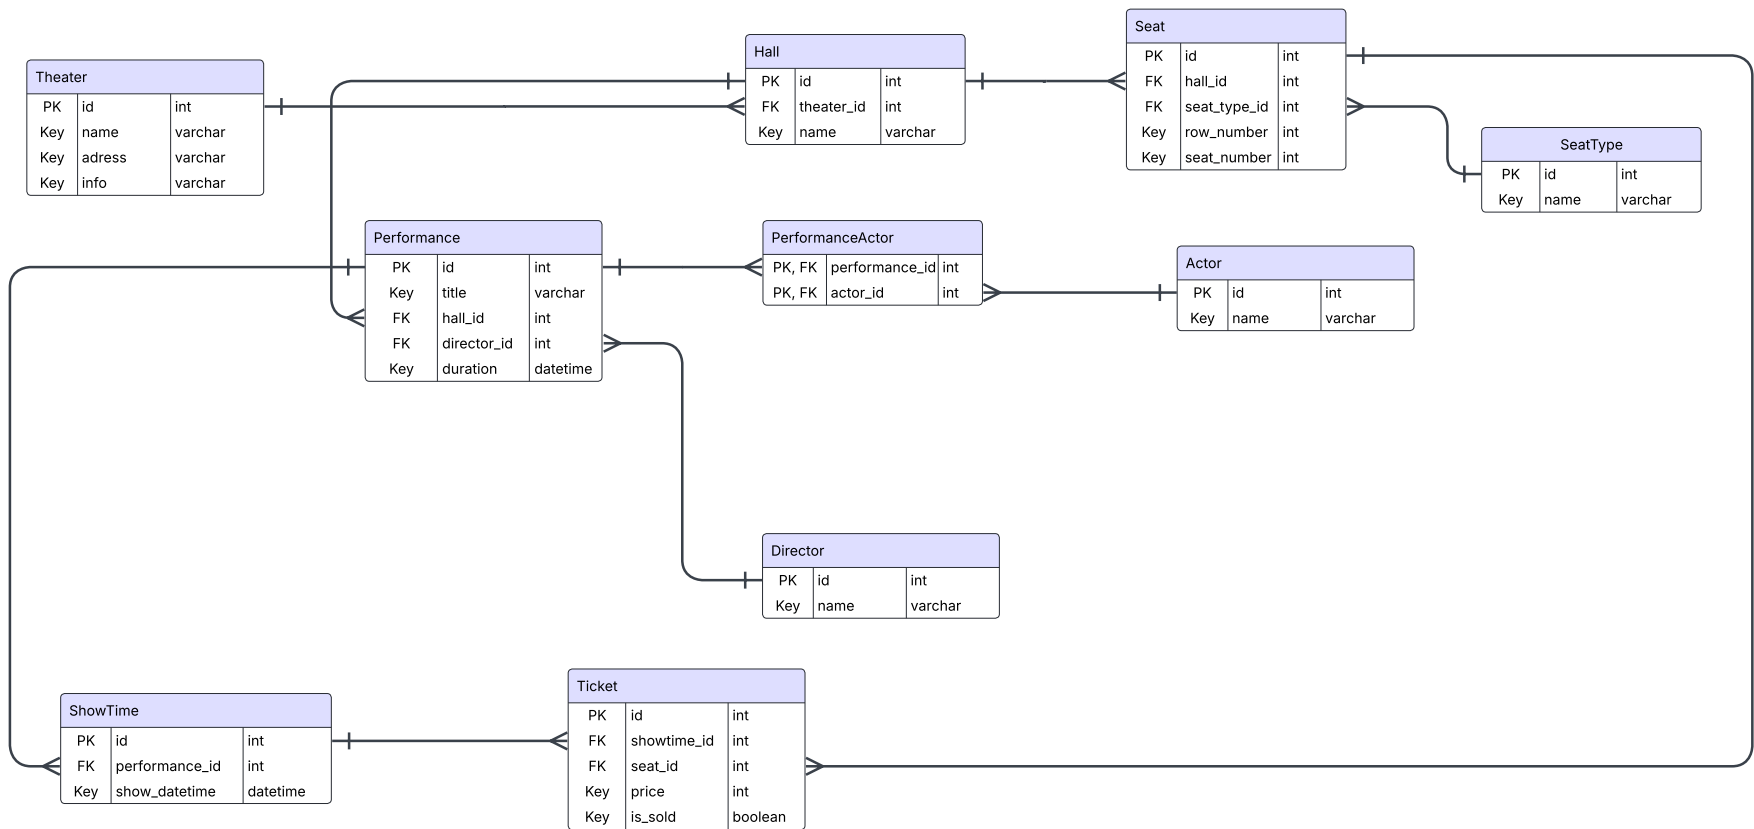 Theater
PK id int
Key name varchar
Key adress varchar
Key info varchar
Hall
PK id int
FK theater_id int
Key name varchar
Seat
PK id int
FK hall_id int
FK seat_type_id int
Key row_number int
Key seat_number int
SeatType
PK id int
Key name varchar
Performance
PK id int
Key title varchar
FK hall_id int
FK director_id int
Key duration datetime
PerformanceActor
PK, FK performance_id int
PK, FK actor_id int
Actor
PK id int
Key name varchar
Director
PK id int
Key name varchar
ShowTime
PK id int
FK performance_id int
Key show_datetime datetime
Ticket
PK id int
FK showtime_id int
FK seat_id int
Key price int
Key is_sold boolean